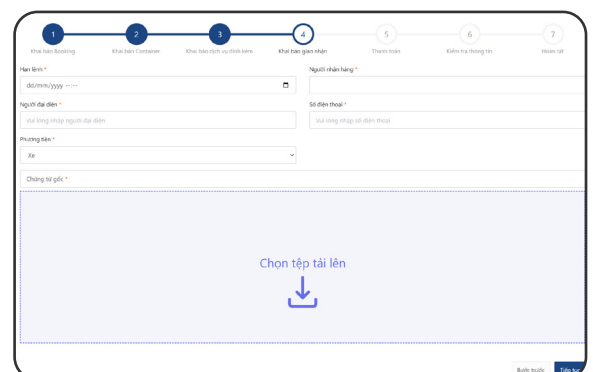 1 2 3 4 5 6 7
Khai báo Booking Khai báo Container Khai báo dịch vụ đính kèm Khai báo giao nhận Thanh toán Kiểm tra thông tin Hoàn tất
Hạn lệnh * Người nhận hàng *
dd/mm/yyyy --:--
Người đại diện * Số điện thoại *
Vui lòng nhập người đại diện Vui lòng nhập số điện thoại
Phương tiện *
Xe
Chứng từ gốc *
Chọn tệp tải lên
Bước trước Tiếp tục